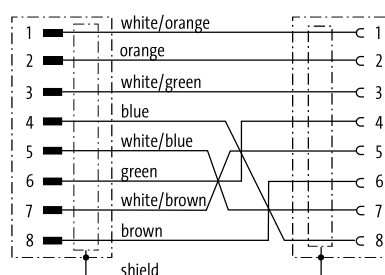 1 white/orange 1
2 orange 2
3 white/green 3
4 blue 4
5 white/blue 5
6 green 6
7 white/brown 7
8 brown 8
shield